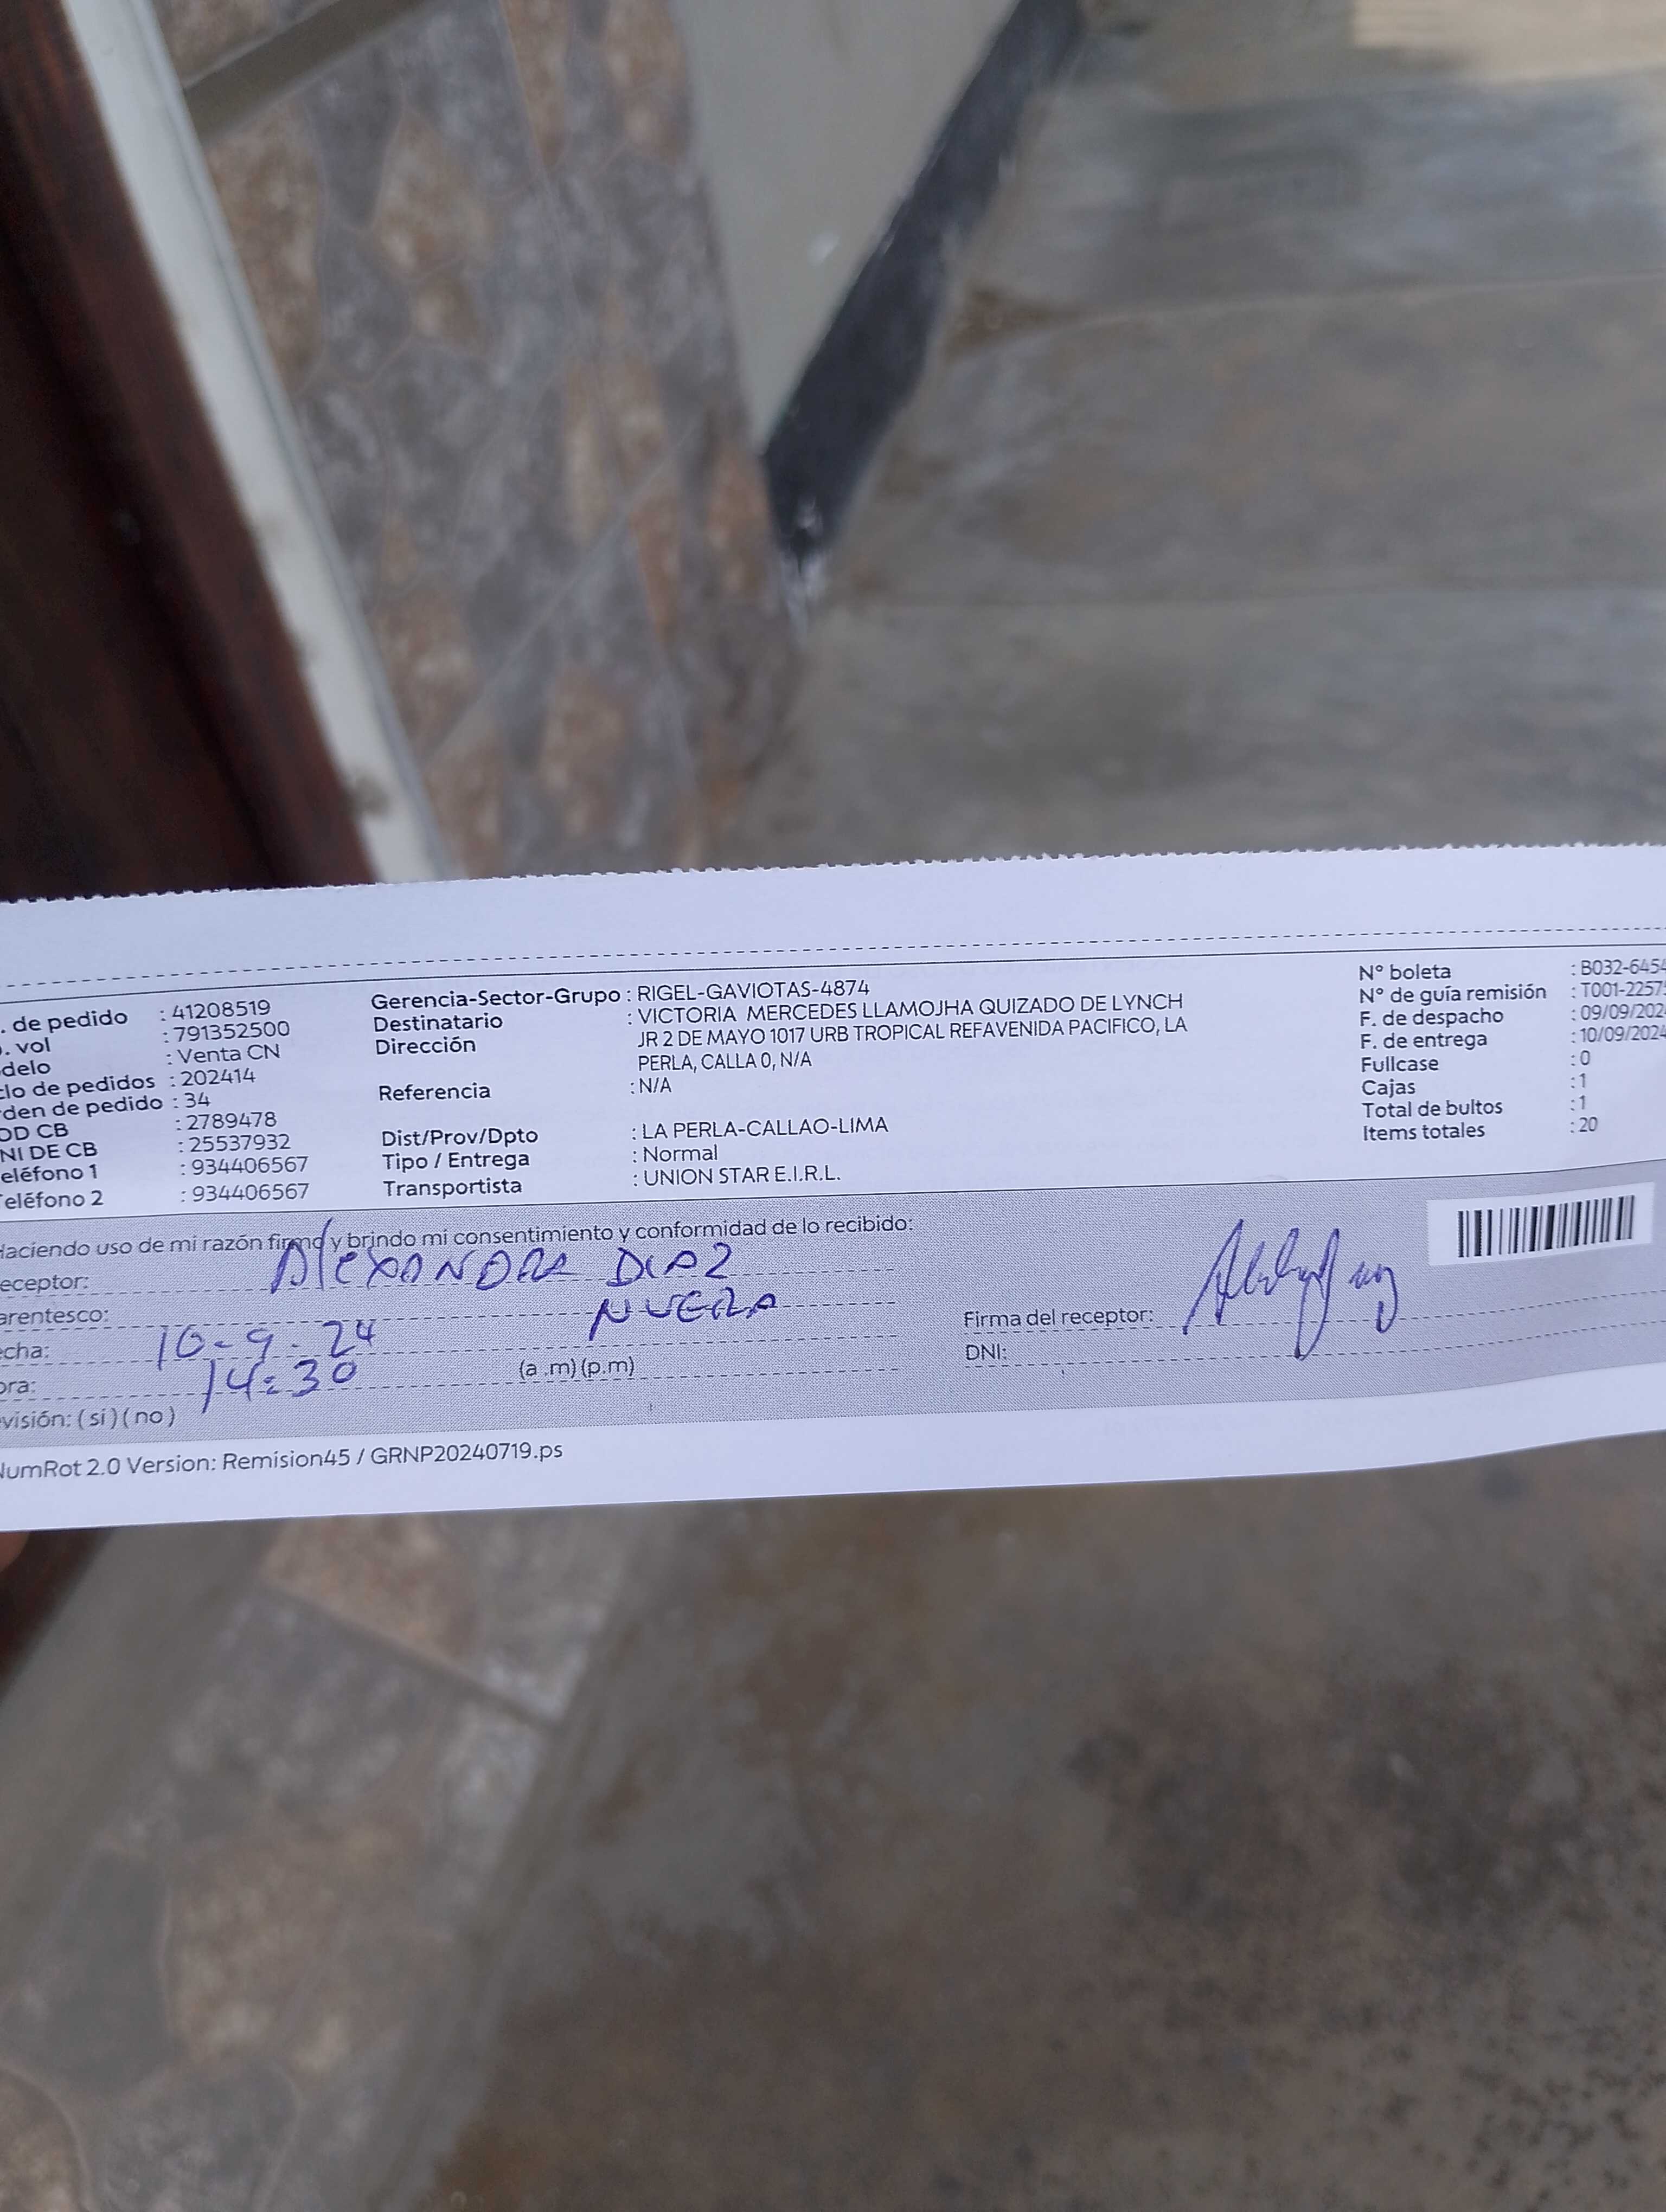 . de pedido : 41208519
. vol : 791352500
delo : Venta CN
clo de pedidos : 202414
rden de pedido : 34
OD CB : 2789478
NI DE CB : 25537932
eléfono 1 : 934406567
eléfono 2 : 934406567
Gerencia-Sector-Grupo : RIGEL-GAVIOTAS-4874
Destinatario : VICTORIA MERCEDES LLAMOJHA QUIZADO DE LYNCH
Dirección JR 2 DE MAYO 1017 URB TROPICAL REFAVENIDA PACIFICO, LA
PERLA, CALLA 0, N/A
Referencia : N/A
Dist/Prov/Dpto : LA PERLA-CALLAO-LIMA
Tipo / Entrega : Normal
Transportista : UNION STAR E.I.R.L.
N° boleta : B032-6454
N° de guía remisión : T001-2257
F. de despacho : 09/09/202
F. de entrega : 10/09/2024
Fullcase : 0
Cajas : 1
Total de bultos : 1
Items totales : 20
Haciendo uso de mi razón firmo y brindo mi consentimiento y conformidad de lo recibido:
eceptor: AlexANDRA DIAZ
arentesco: NUERA
echa: 10-9-24
ora: 14:30 (a .m) (p.m)
evisión: ( si ) ( no )
Firma del receptor:
DNI:
NumRot 2.0 Version: Remision45 / GRNP20240719.ps